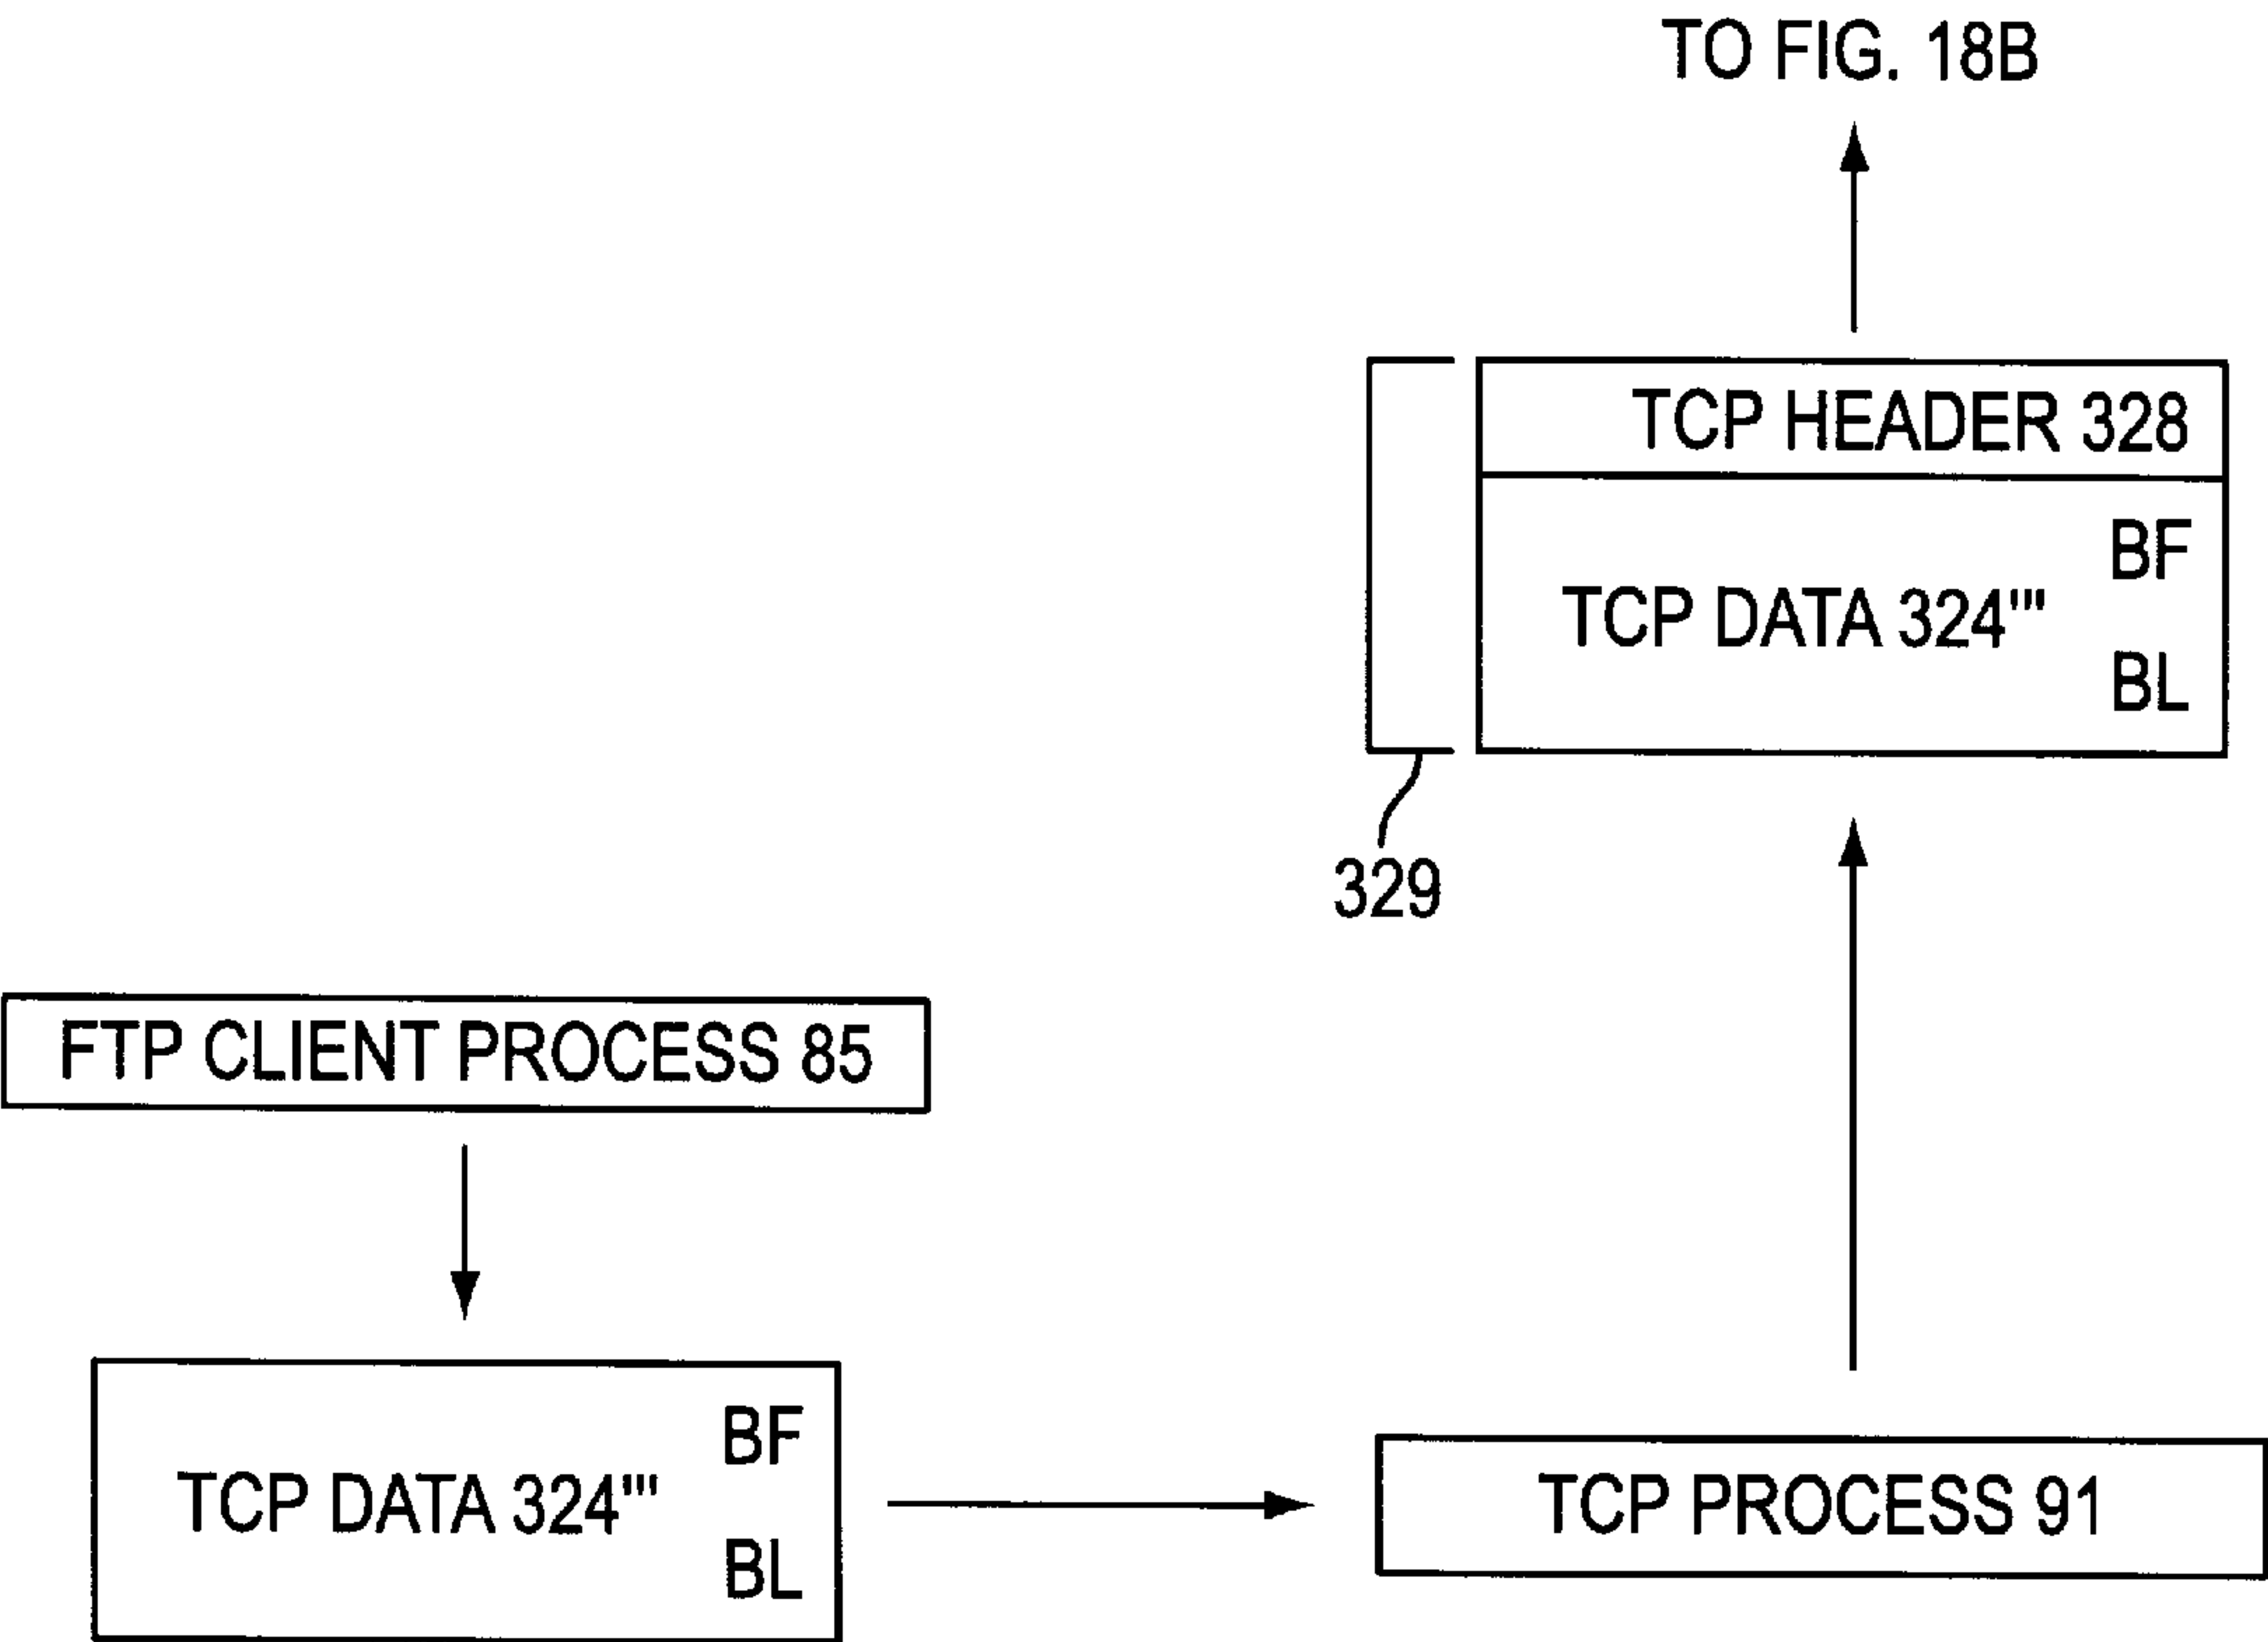 TO FIG. 18B
TCP HEADER 328
BF
TCP DATA 324'''
BL
329
FTP CLIENT PROCESS 85
BF
TCP DATA 324'''
BL
TCP PROCESS 91